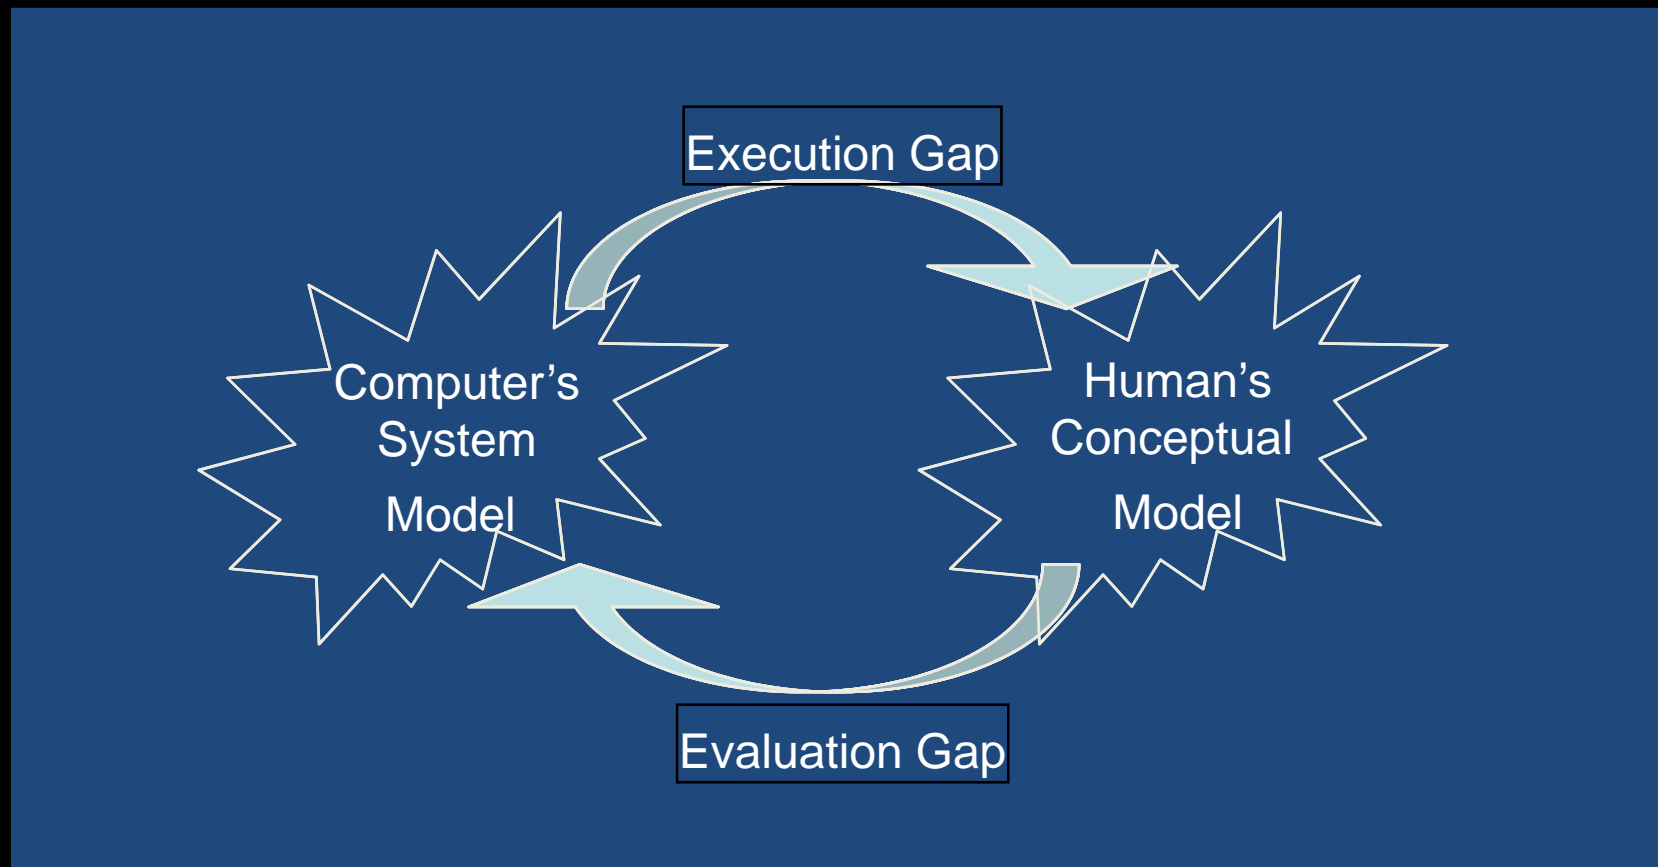 Execution Gap
Computer’s
System
Model
Human’s
Conceptual
Model
Evaluation Gap